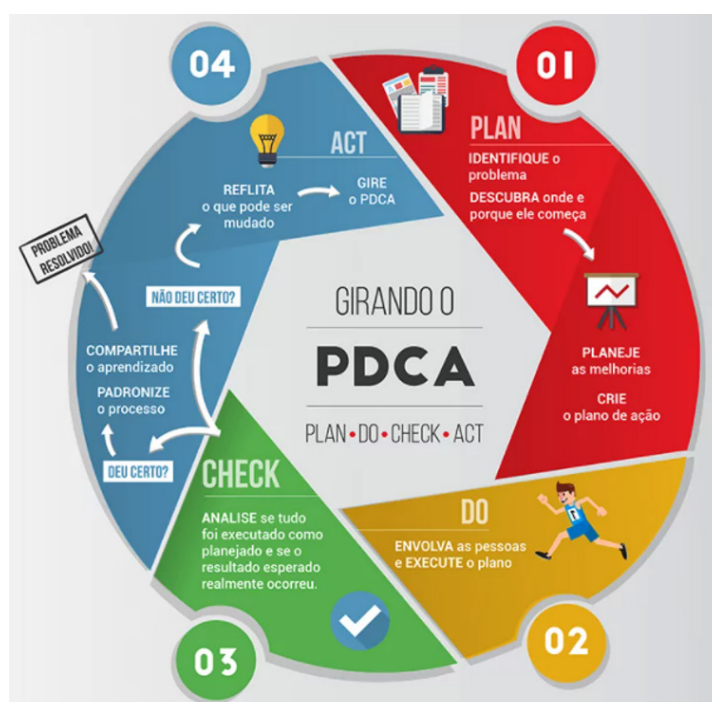 01
PLAN
IDENTIFIQUE o
problema
DESCUBRA onde e
porque ele começa
PLANEJE
as melhorias
CRIE
o plano de ação
DO
ENVOLVA as pessoas
e EXECUTE o plano
02
CHECK
ANALISE se tudo
foi executado como
planejado e se o
resultado esperado
realmente ocorreu.
03
04
ACT
DEU CERTO?
PADRONIZE
o processo
COMPARTILHE
o aprendizado
PROBLEMA
RESOLVIDO!
NÃO DEU CERTO?
REFLITA
o que pode ser
mudado
GIRE
o PDCA
GIRANDO O
PDCA
PLAN•DO•CHECK•ACT